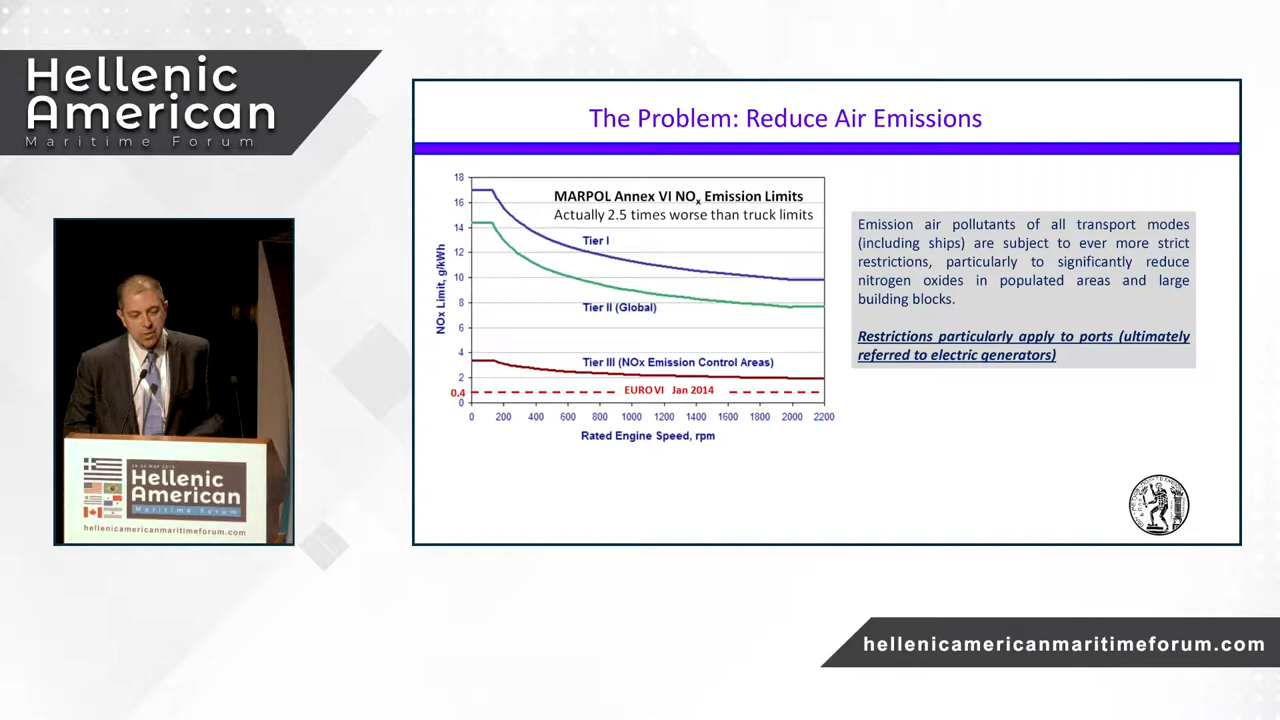 Hellenic
American
Maritime Forum
The Problem: Reduce Air Emissions
18
16
14
12
10
8
6
4
2
0.4
0
NOx Limit, g/kWh
MARPOL Annex VI NOx Emission Limits
Actually 2.5 times worse than truck limits
Tier I
Tier II (Global)
Tier III (NOx Emission Control Areas)
EURO VI Jan 2014
0 200 400 600 800 1000 1200 1400 1600 1800 2000 2200
Rated Engine Speed, rpm
Emission air pollutants of all transport modes
(including ships) are subject to ever more strict
restrictions, particularly to significantly reduce
nitrogen oxides in populated areas and large
building blocks.
Restrictions particularly apply to ports (ultimately
referred to electric generators)
Hellenic
American
Maritime Forum
hellenicamericanmaritimeforum.com
hellenicamericanmaritimeforum.com